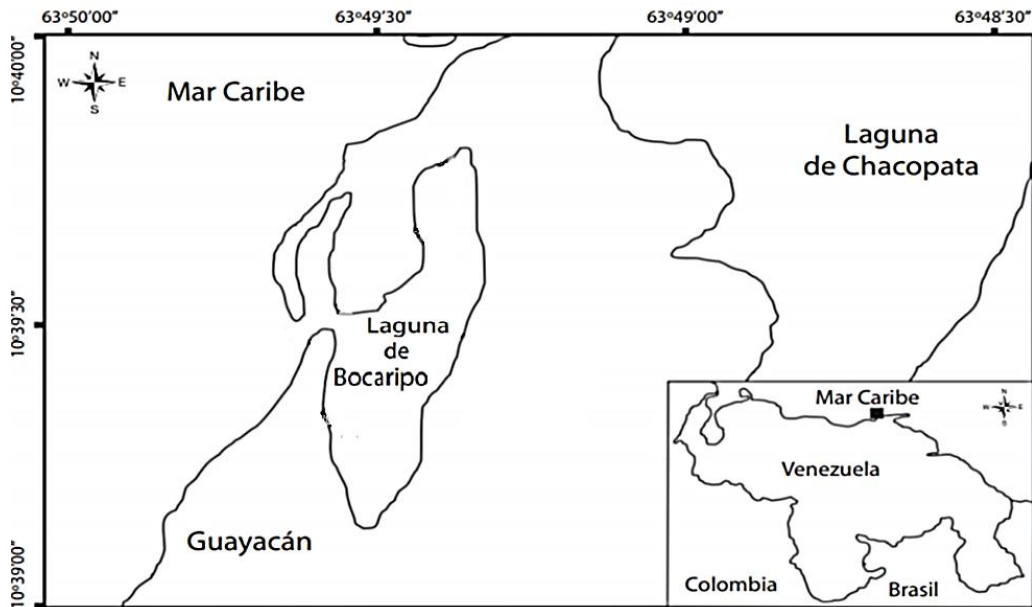 63°50'00"
63°49'30"
63°49'00"
63°48'30"
10°40'00"
N
W E
S
Mar Caribe
Laguna
de Chacopata
10°39'30"
Laguna
de
Bocaripo
Guayacán
10°39'00"
Mar Caribe
N
W E
S
Venezuela
Colombia
Brasil